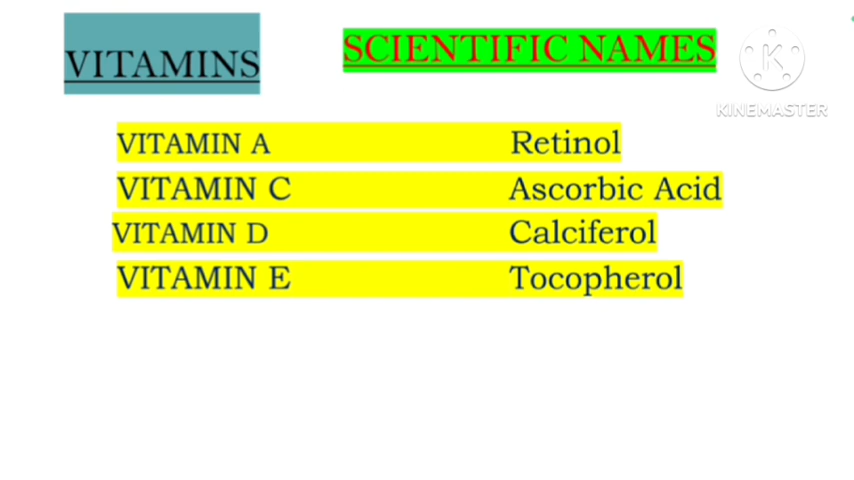 VITAMINS SCIENTIFIC NAMES
KINEMASTER
VITAMIN A Retinol
VITAMIN C Ascorbic Acid
VITAMIN D Calciferol
VITAMIN E Tocopherol